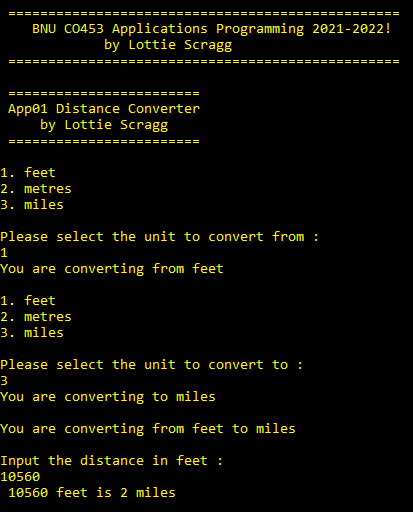 =================================================
BNU CO453 Applications Programming 2021-2022!
by Lottie Scragg
=================================================
========================
App01 Distance Converter
by Lottie Scragg
========================
1. feet
2. metres
3. miles
Please select the unit to convert from :
1
You are converting from feet
1. feet
2. metres
3. miles
Please select the unit to convert to :
3
You are converting to miles
You are converting from feet to miles
Input the distance in feet :
10560
10560 feet is 2 miles